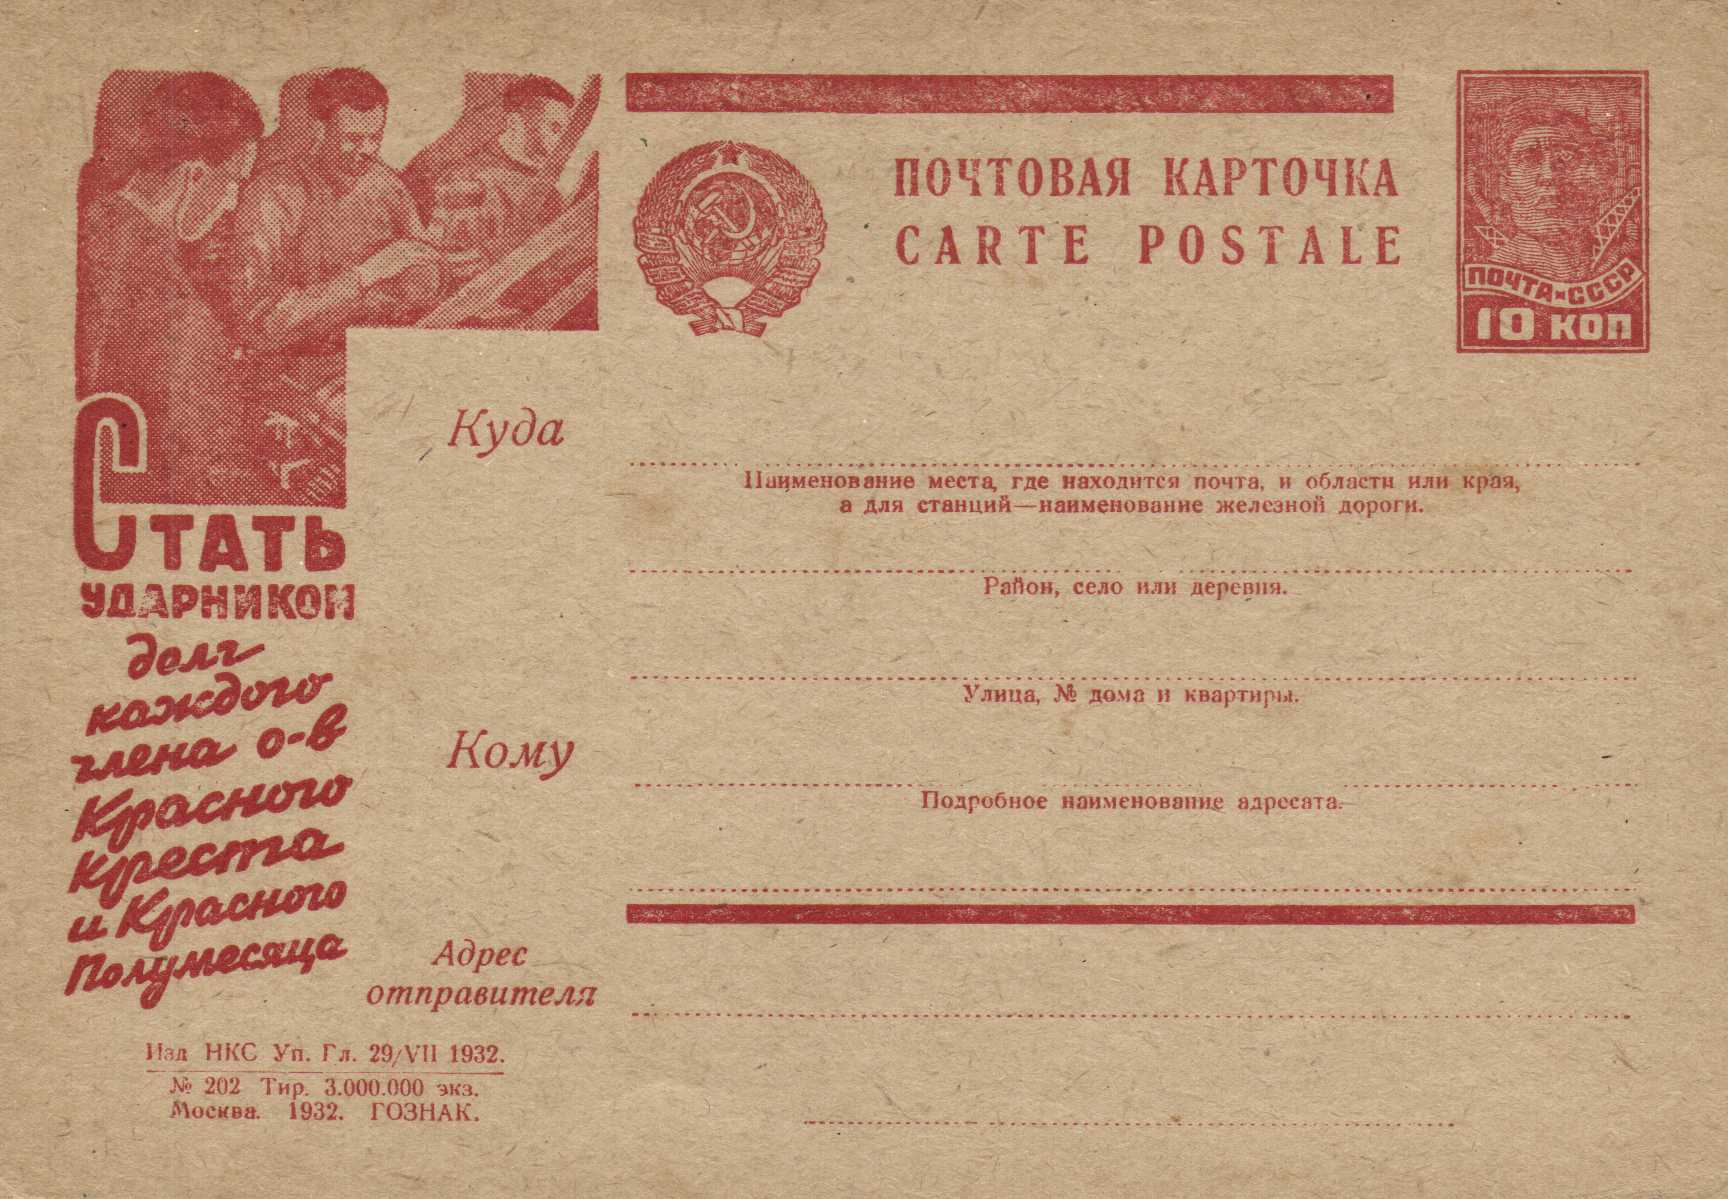 ПОЧТОВАЯ КАРТОЧКА
CARTE POSTALE
ПОЧТА СССР
10 КОП
Стать
ударником
долг
каждого
члена о-в
Красного
Креста
и Красного
Полумесяца
Куда
Наименование места, где находится почта, и области или края,
а для станций—наименование железной дороги.
Район, село или деревня.
Улица, № дома и квартиры.
Кому
Подробное наименование адресата.
Адрес
отправителя
Изд НКС Уп. Гл. 29/VII 1932.
№ 202 Тир. 3.000.000 экз.
Москва. 1932. ГОЗНАК.